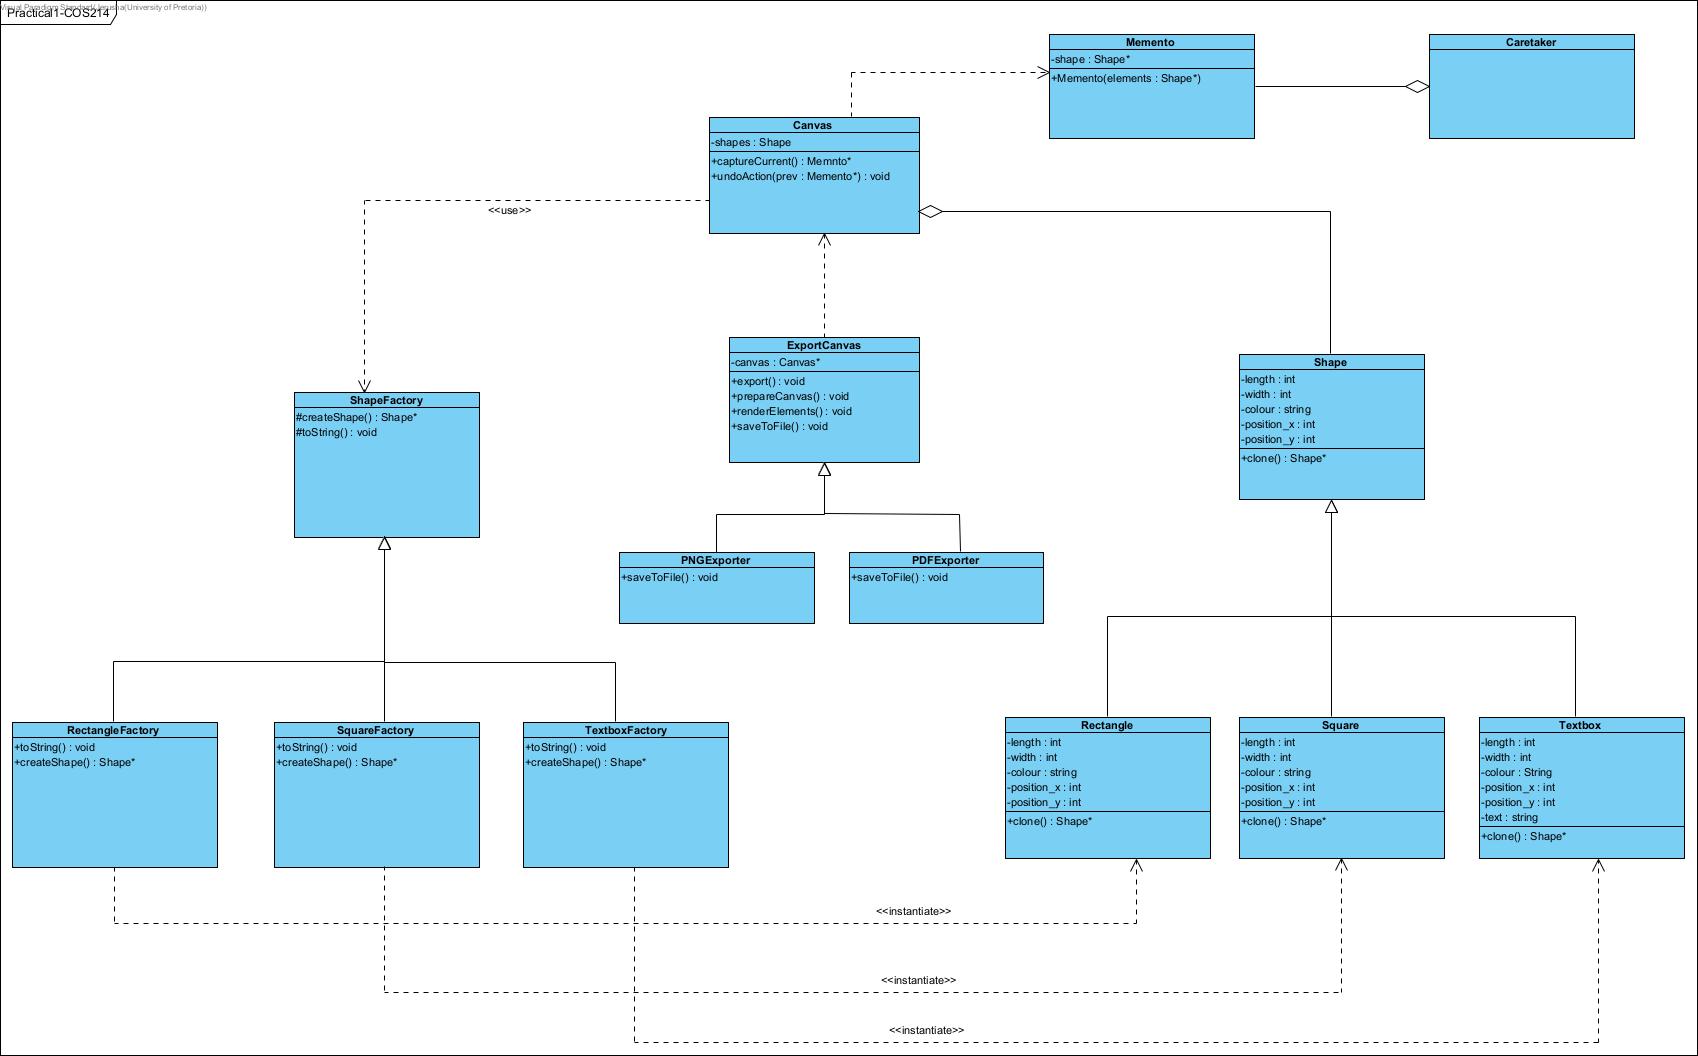 Visual Paradigm Standard(Jerusha(University of Pretoria))
Practical1-COS214
Memento
-shape : Shape*
+Memento(elements : Shape*)
Caretaker
Canvas
-shapes : Shape
+captureCurrent() : Memnto*
+undoAction(prev : Memento*) : void
<<use>>
ExportCanvas
-canvas : Canvas*
+export() : void
+prepareCanvas() : void
+renderElements() : void
+saveToFile() : void
Shape
-length : int
-width : int
-colour : string
-position_x : int
-position_y : int
+clone() : Shape*
ShapeFactory
#createShape() : Shape*
#toString() : void
PNGExporter
+saveToFile() : void
PDFExporter
+saveToFile() : void
RectangleFactory
+toString() : void
+createShape() : Shape*
SquareFactory
+toString() : void
+createShape() : Shape*
TextboxFactory
+toString() : void
+createShape() : Shape*
Rectangle
-length : int
-width : int
-colour : string
-position_x : int
-position_y : int
+clone() : Shape*
Square
-length : int
-width : int
-colour : string
-position_x : int
-position_y : int
+clone() : Shape*
Textbox
-length : int
-width : int
-colour : String
-position_x : int
-position_y : int
-text : string
+clone() : Shape*
<<instantiate>>
<<instantiate>>
<<instantiate>>